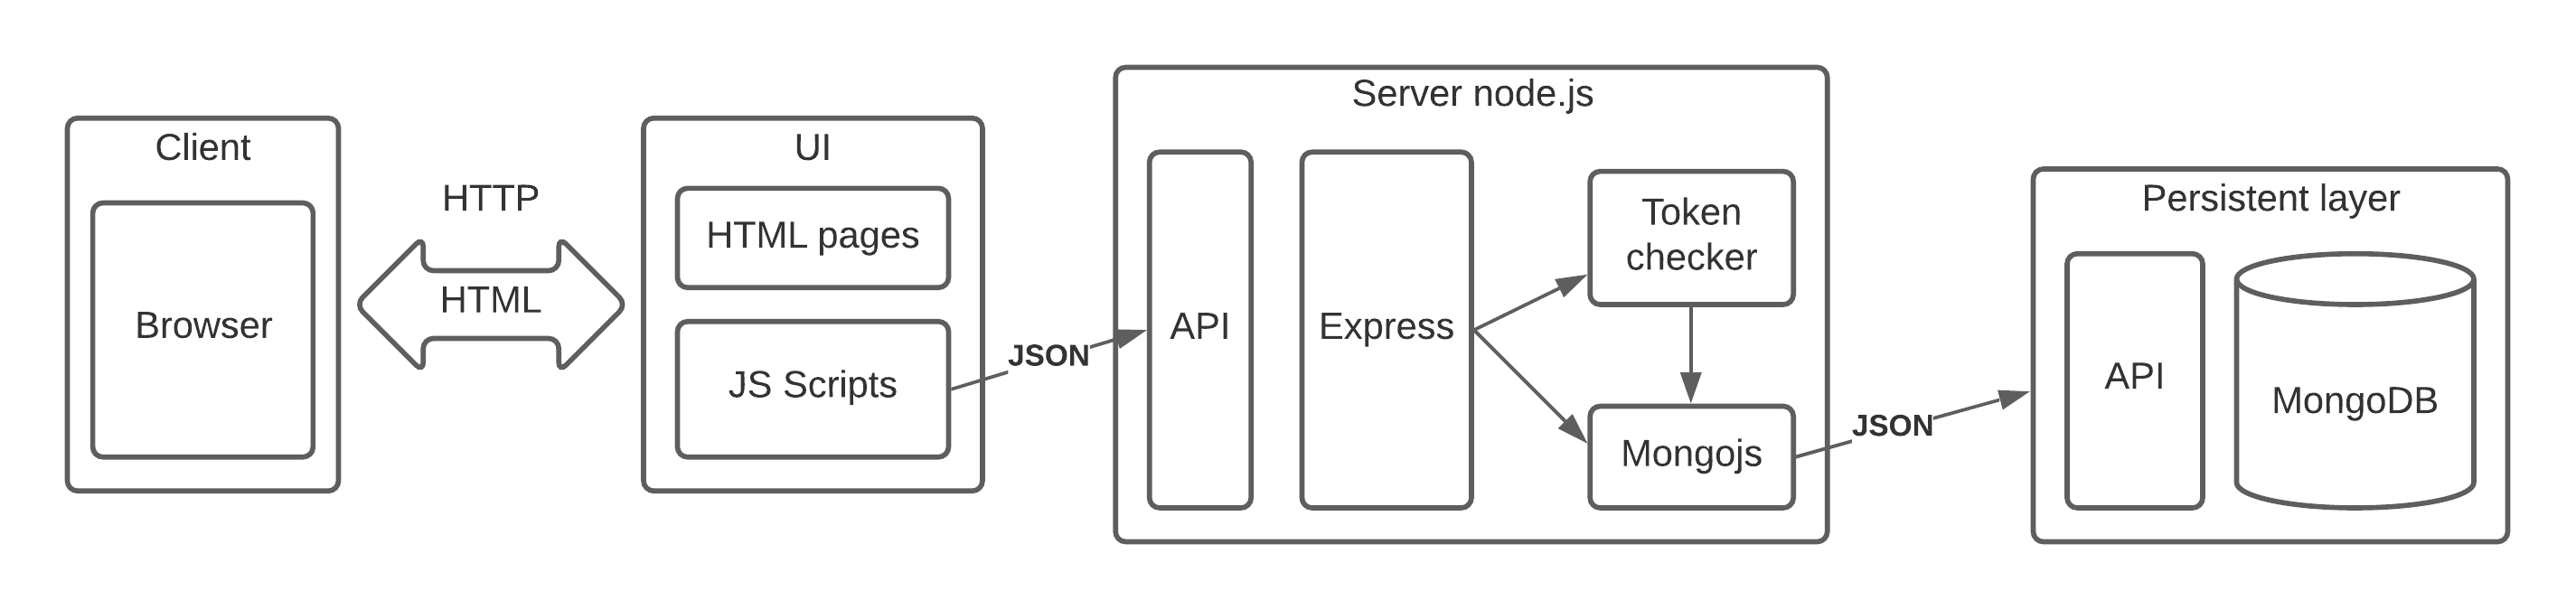 Client
Browser
HTTP
HTML
UI
HTML pages
JS Scripts
JSON
Server node.js
API
Express
Token
checker
Mongojs
JSON
Persistent layer
API
MongoDB